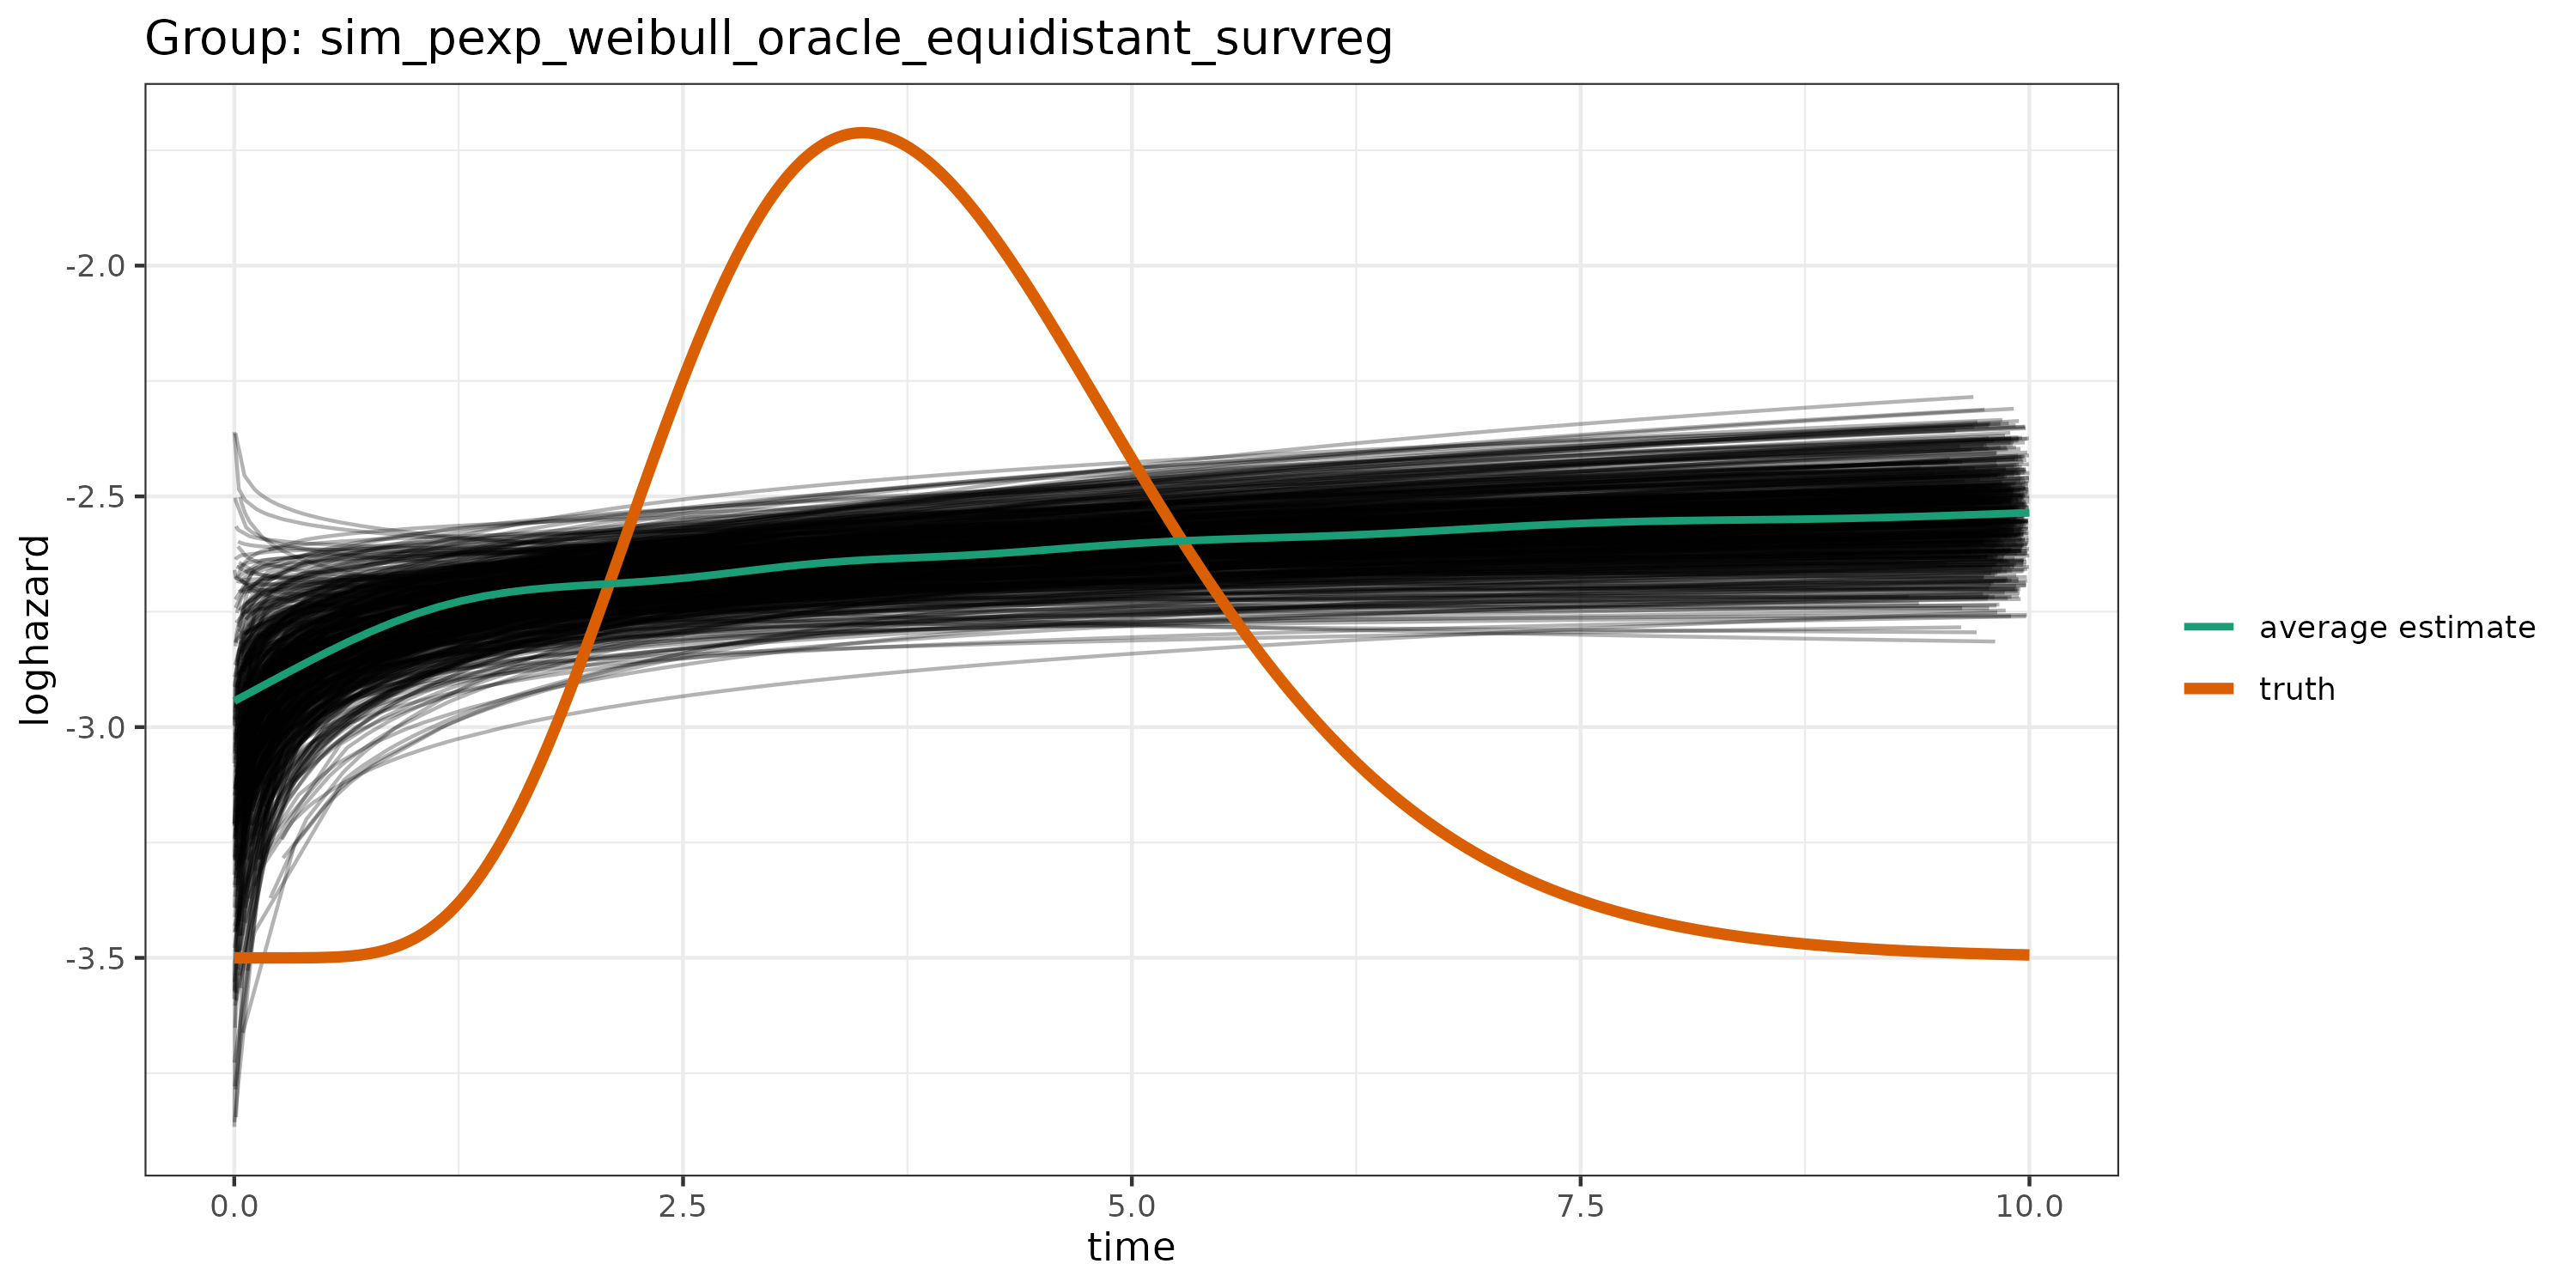 Group: sim_pexp_weibull_oracle_equidistant_survreg
loghazard
-2.0
-2.5
-3.0
-3.5
0.0
2.5
5.0
7.5
10.0
time
average estimate
truth